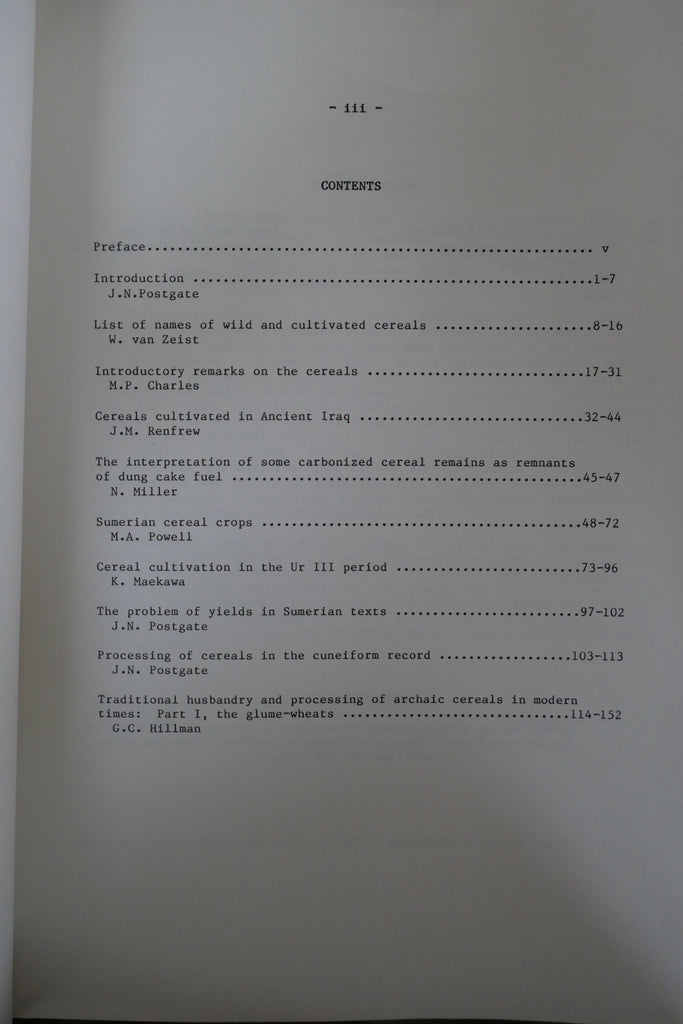 - iii -
CONTENTS
Preface........................................................... v
Introduction .....................................................1-7
J.N.Postgate
List of names of wild and cultivated cereals .....................8-16
W. van Zeist
Introductory remarks on the cereals .............................17-31
M.P. Charles
Cereals cultivated in Ancient Iraq ..............................32-44
J.M. Renfrew
The interpretation of some carbonized cereal remains as remnants
of dung cake fuel ...............................................45-47
N. Miller
Sumerian cereal crops ...........................................48-72
M.A. Powell
Cereal cultivation in the Ur III period .........................73-96
K. Maekawa
The problem of yields in Sumerian texts .........................97-102
J.N. Postgate
Processing of cereals in the cuneiform record ..................103-113
J.N. Postgate
Traditional husbandry and processing of archaic cereals in modern
times: Part I, the glume-wheats ...............................114-152
G.C. Hillman